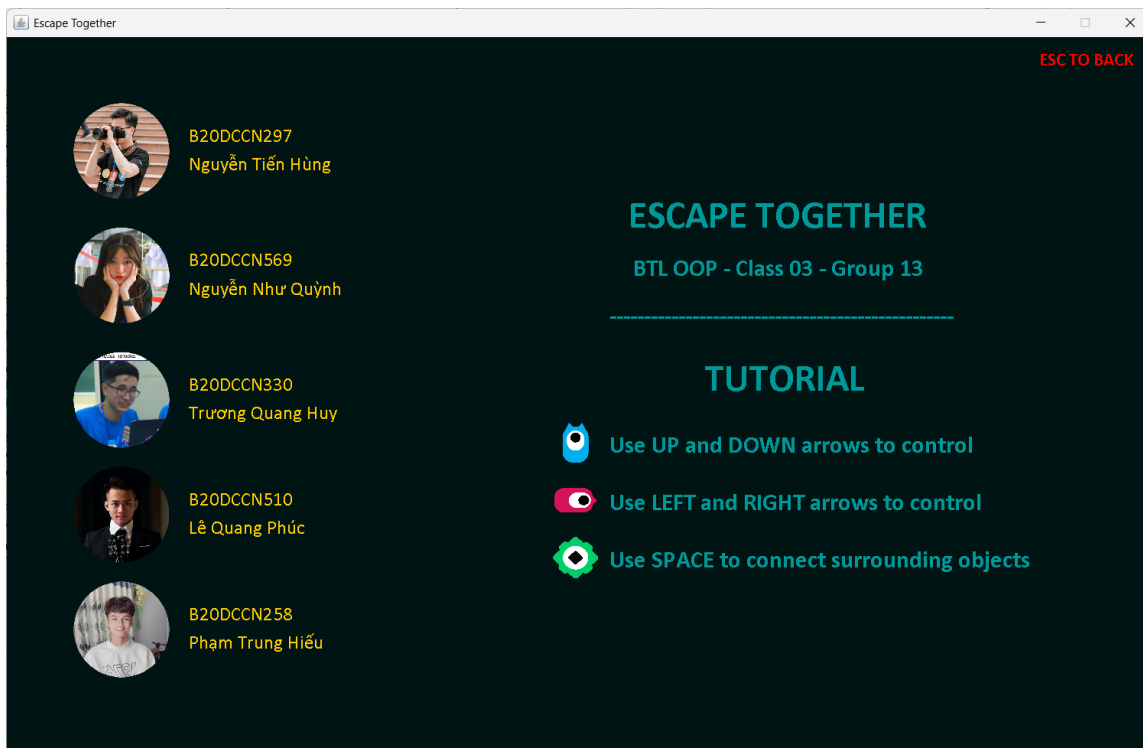 Escape Together
ESC TO BACK
B20DCCN297
Nguyễn Tiến Hùng
B20DCCN569
Nguyễn Như Quỳnh
B20DCCN330
Trương Quang Huy
B20DCCN510
Lê Quang Phúc
B20DCCN258
Phạm Trung Hiếu
ESCAPE TOGETHER
BTL OOP - Class 03 - Group 13
--------------------------------------------------
TUTORIAL
Use UP and DOWN arrows to control
Use LEFT and RIGHT arrows to control
Use SPACE to connect surrounding objects